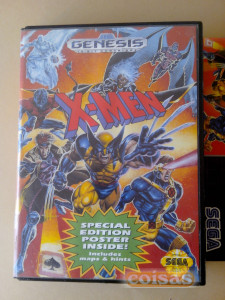 GENESIS
X-MEN
SPECIAL
EDITION
POSTER
INSIDE!
Includes
maps & hints
SEGA
SEGA
coisas